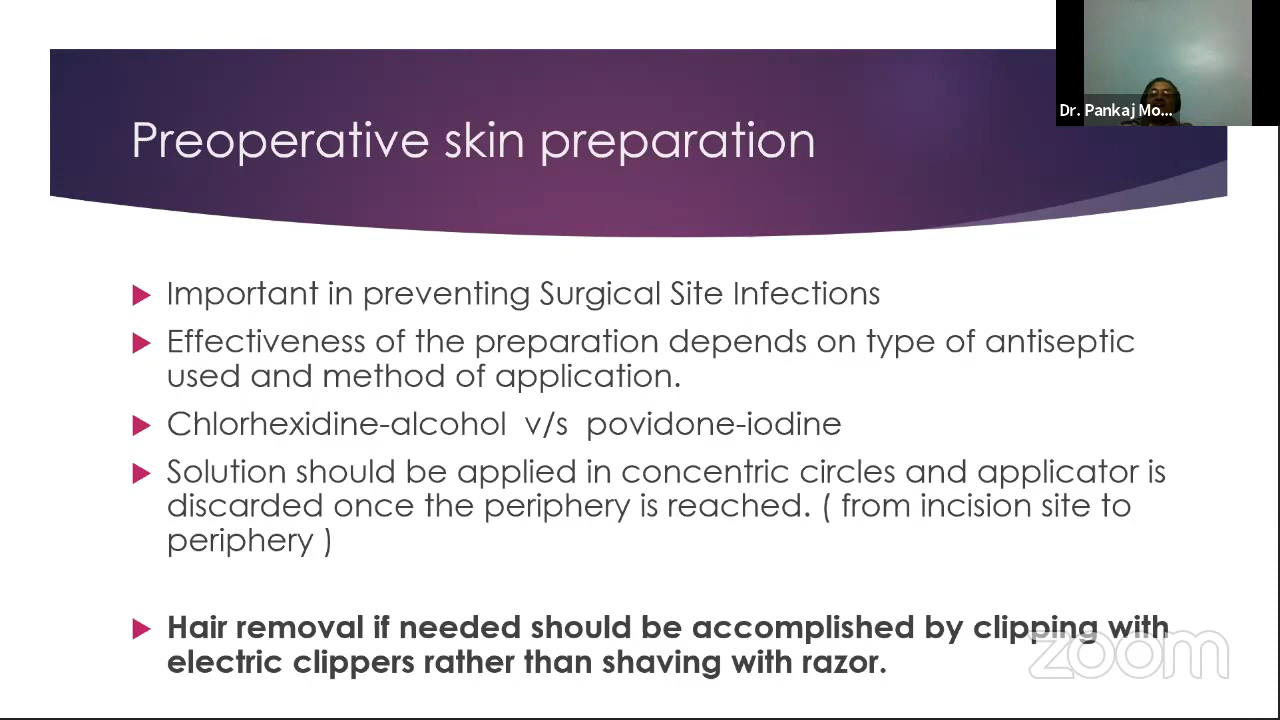 Dr. Pankaj Mo...
Preoperative skin preparation
Important in preventing Surgical Site Infections
Effectiveness of the preparation depends on type of antiseptic
used and method of application.
Chlorhexidine-alcohol v/s povidone-iodine
Solution should be applied in concentric circles and applicator is
discarded once the periphery is reached. ( from incision site to
periphery )
Hair removal if needed should be accomplished by clipping with
electric clippers rather than shaving with razor.
zoom